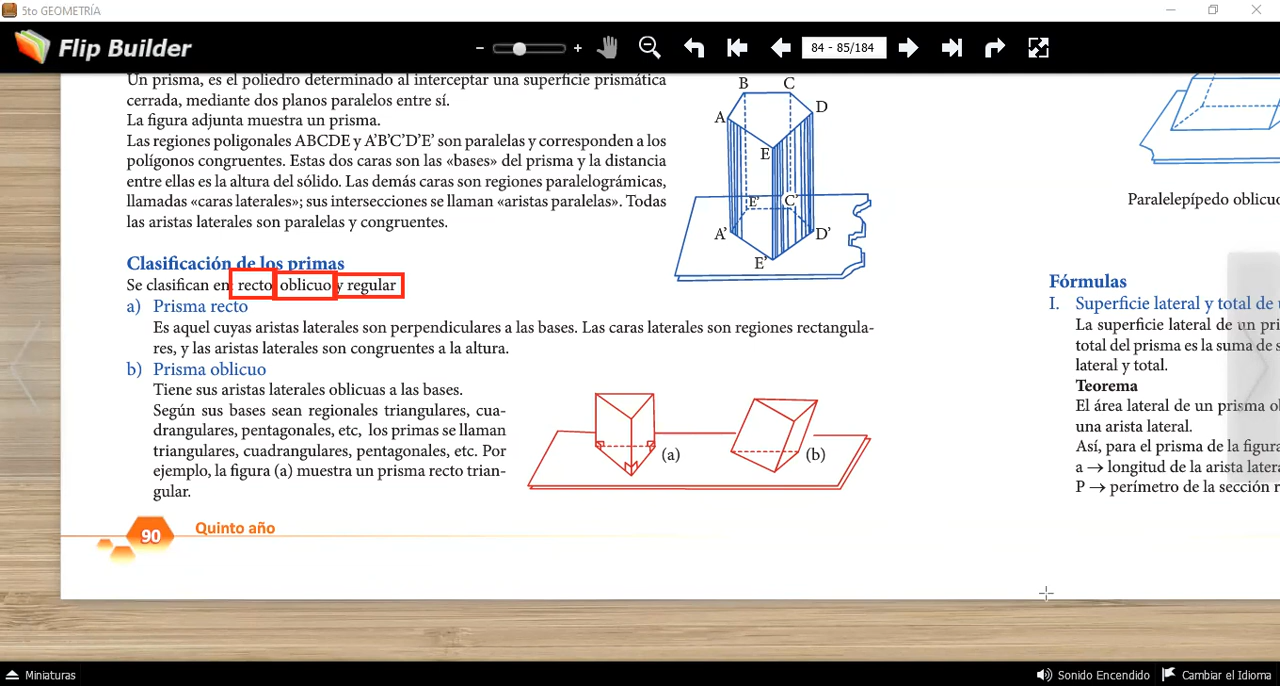 5to GEOMETRÍA
Flip Builder
84 - 85/184
Un prisma, es el poliedro determinado al interceptar una superficie prismática
cerrada, mediante dos planos paralelos entre sí.
La figura adjunta muestra un prisma.
Las regiones poligonales ABCDE y A'B'C'D'E' son paralelas y corresponden a los
polígonos congruentes. Estas dos caras son las «bases» del prisma y la distancia
entre ellas es la altura del sólido. Las demás caras son regiones paralelográmicas,
llamadas «caras laterales»; sus intersecciones se llaman «aristas paralelas». Todas
las aristas laterales son paralelas y congruentes.
B C
A D
E
E' C'
A' D'
E'
Clasificación de los primas
Se clasifican en: recto oblicuo y regular
a) Prisma recto
Es aquel cuyas aristas laterales son perpendiculares a las bases. Las caras laterales son regiones rectangula-
res, y las aristas laterales son congruentes a la altura.
b) Prisma oblicuo
Tiene sus aristas laterales oblicuas a las bases.
Según sus bases sean regionales triangulares, cua-
drangulares, pentagonales, etc, los primas se llaman
triangulares, cuadrangulares, pentagonales, etc. Por
ejemplo, la figura (a) muestra un prisma recto trian-
gular.
(a) (b)
90 Quinto año
Paralelepípedo oblicuo
Fórmulas
I. Superficie lateral y total de
La superficie lateral de un pri
total del prisma es la suma de s
lateral y total.
Teorema
El área lateral de un prisma ob
una arista lateral.
Así, para el prisma de la figura
a → longitud de la arista latera
P → perímetro de la sección r
Miniaturas
Sonido Encendido
Cambiar el Idioma